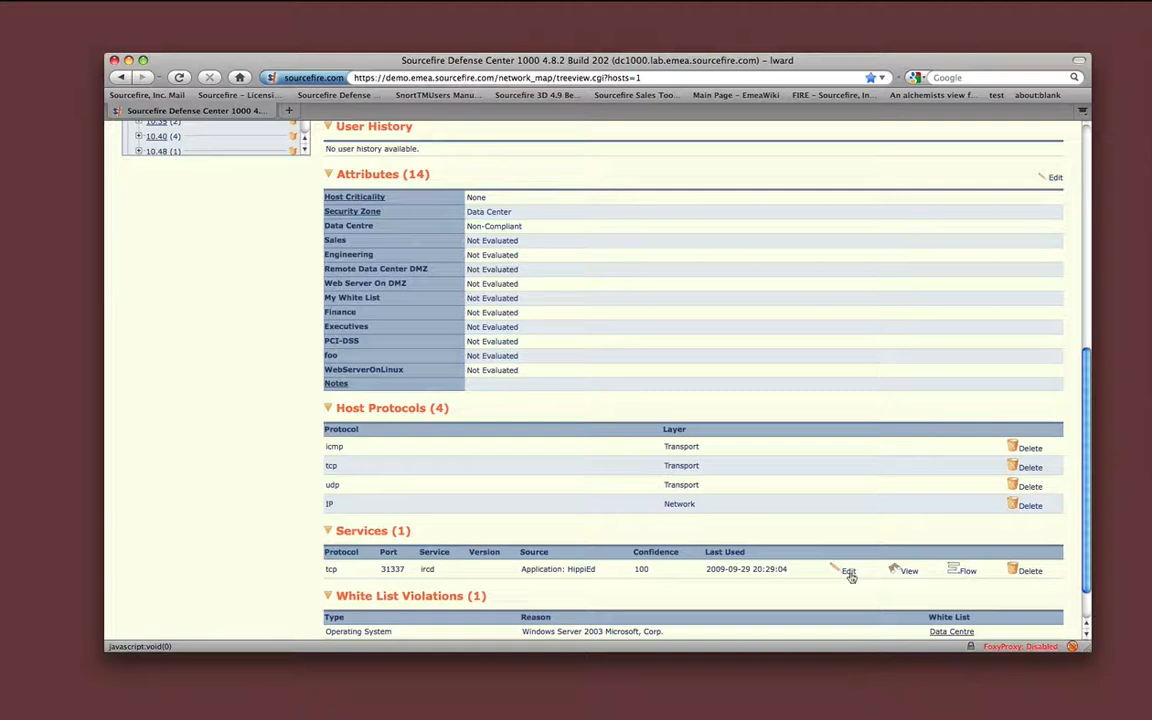 Sourcefire Defense Center 1000 4.8.2 Build 202 (dc1000.lab.emea.sourcefire.com) – lward
sourcefire.com https://demo.emea.sourcefire.com/network_map/treeview.cgi?hosts=1 Google
Sourcefire, Inc. Mail Sourcefire – Licensi... Sourcefire Defense ... SnortTMUsers Manu... Sourcefire 3D 4.9 Be... Sourcefire Sales Too... Main Page – EmeaWiki FIRE – Sourcefire, In... An alchemists view f... test about:blank
Sourcefire Defense Center 1000 4....
10.39 (2)
10.40 (4)
10.48 (1)
User History
No user history available.
Attributes (14) Edit
Host Criticality None
Security Zone Data Center
Data Centre Non-Compliant
Sales Not Evaluated
Engineering Not Evaluated
Remote Data Center DMZ Not Evaluated
Web Server On DMZ Not Evaluated
My White List Not Evaluated
Finance Not Evaluated
Executives Not Evaluated
PCI-DSS Not Evaluated
foo Not Evaluated
WebServerOnLinux Not Evaluated
Notes
Host Protocols (4)
Protocol Layer
icmp Transport Delete
tcp Transport Delete
udp Transport Delete
IP Network Delete
Services (1)
Protocol Port Service Version Source Confidence Last Used
tcp 31337 ircd Application: HippiEd 100 2009-09-29 20:29:04 Edit View Flow Delete
White List Violations (1)
Type Reason White List
Operating System Windows Server 2003 Microsoft, Corp. Data Centre
javascript:void(0) FoxyProxy: Disabled